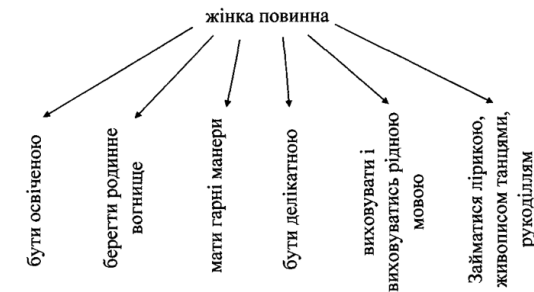 жінка повинна
бути освіченою
берегти родинне
вогнище
мати гарні манери
бути делікатною
виховувати і
виховуватись рідною
мовою
Займатися лірикою,
живописом танцями,
рукоділлям